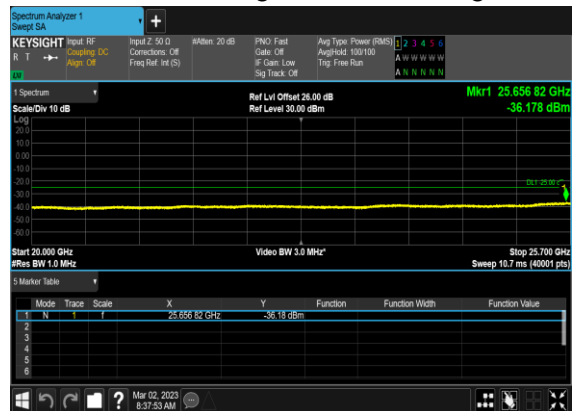 Spectrum Analyzer 1
Swept SA
+
KEYSIGHT Input: RF Input Z: 50 Ω #Atten: 20 dB PNO: Fast Avg Type: Power (RMS) 1 2 3 4 5 6
R T Coupling: DC Corrections: Off Gate: Off Avg|Hold: 100/100 A W W W W W
Align: Off Freq Ref: Int (S) IF Gain: Low Trig: Free Run
LW Sig Track: Off A N N N N N
1 Spectrum Ref Lvl Offset 26.00 dB Mkr1 25.656 82 GHz
Scale/Div 10 dB Ref Level 30.00 dBm -36.178 dBm
Log
20.0
10.0
0.00
-10.0
-20.0
DL1 -25.00
-30.0
-40.0
-50.0
-60.0
Start 20.000 GHz Video BW 3.0 MHz* Stop 25.700 GHz
#Res BW 1.0 MHz Sweep 10.7 ms (40001 pts)
5 Marker Table
Mode Trace Scale X Y Function Function Width Function Value
1 N 1 f 25.656 82 GHz -36.18 dBm
2
3
4
5
6
? Mar 02, 2023
8:37:53 AM